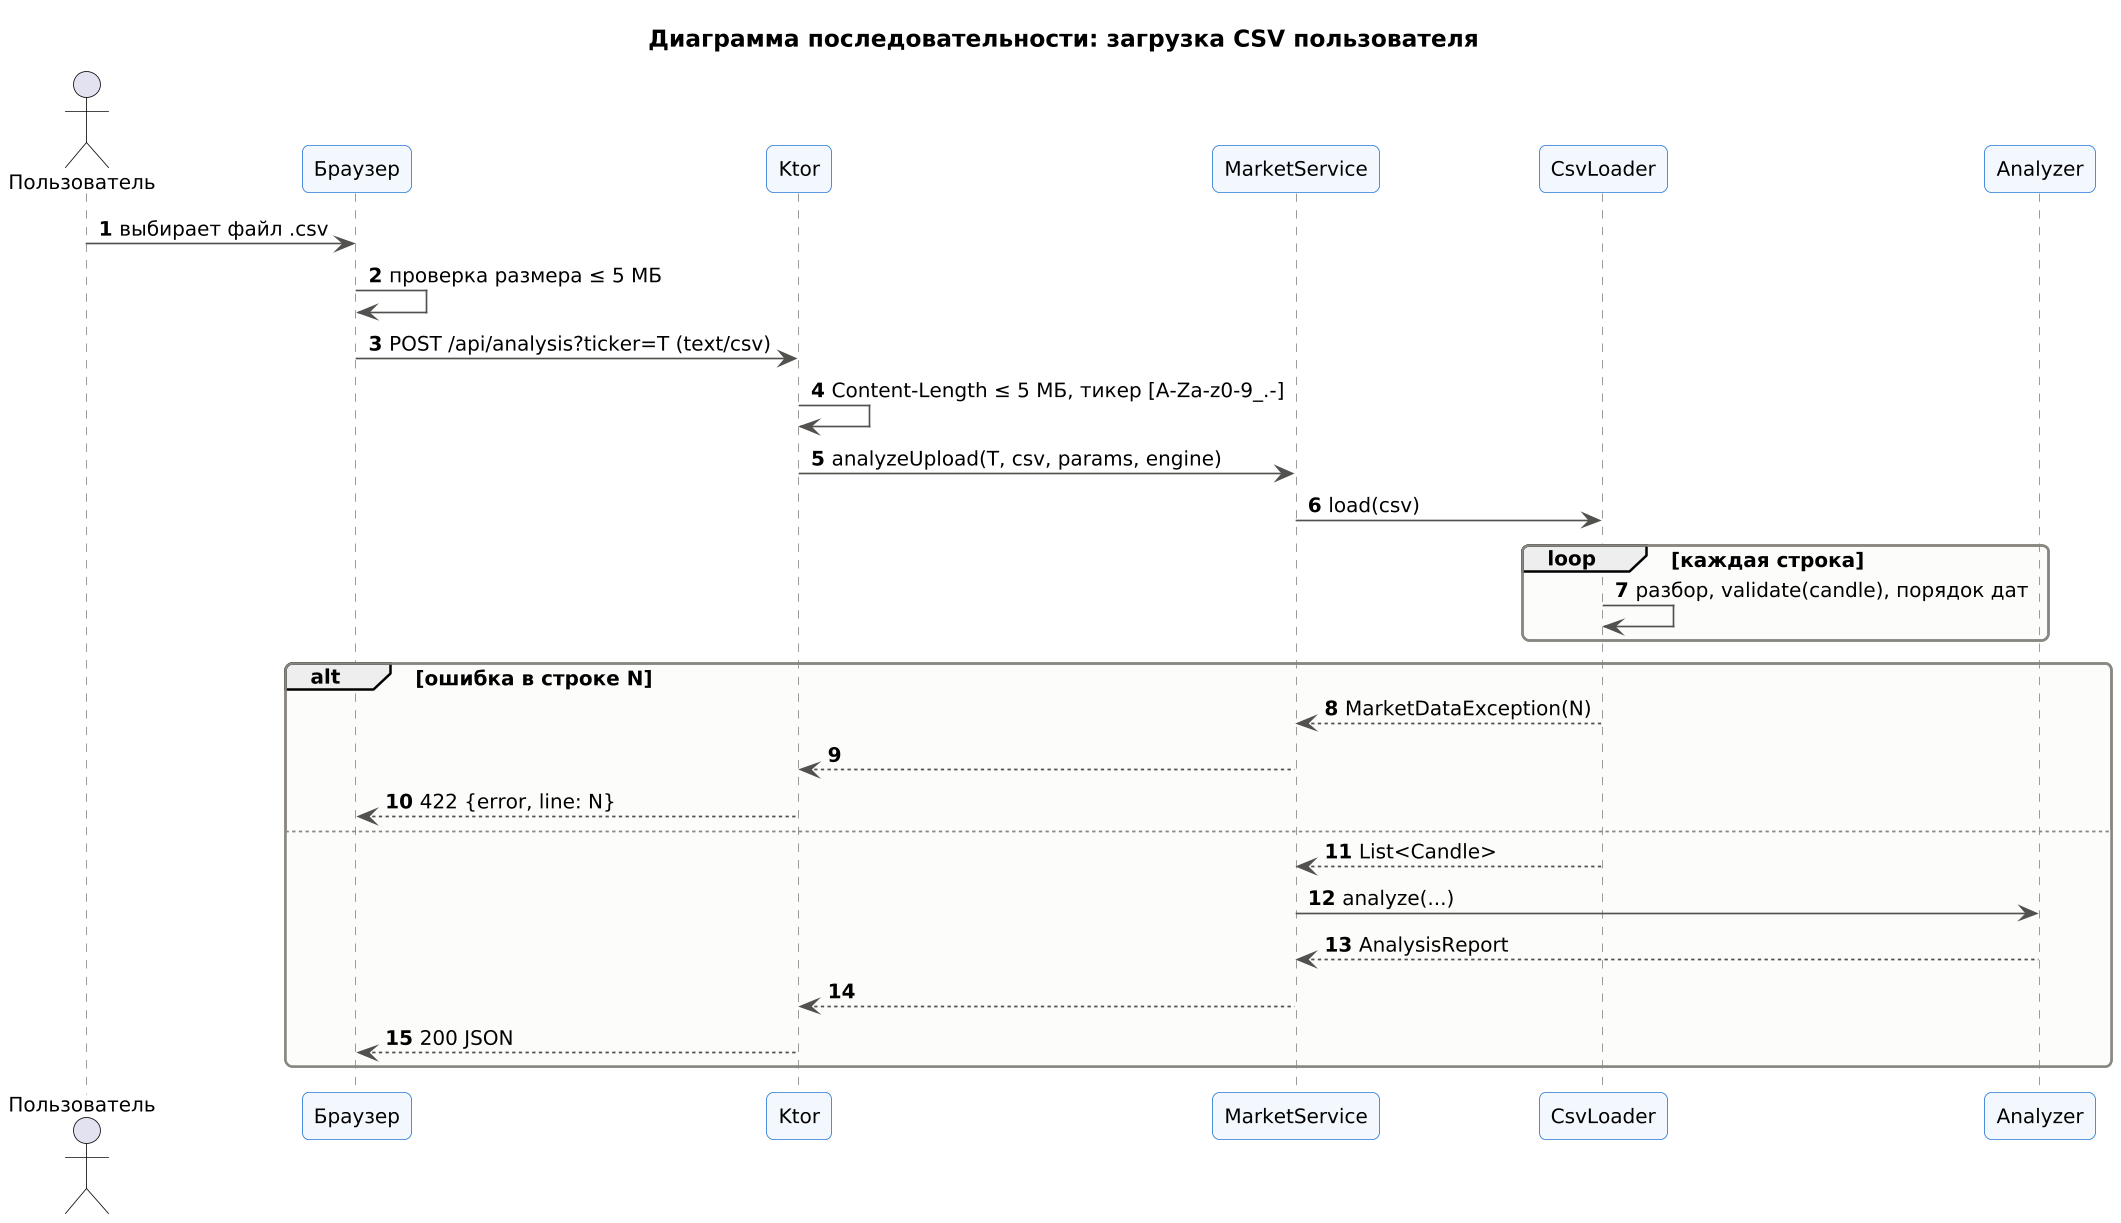 Диаграмма последовательности: загрузка CSV пользователя
Пользователь
Браузер
Ktor
MarketService
CsvLoader
Analyzer
1 выбирает файл .csv
2 проверка размера ≤ 5 МБ
3 POST /api/analysis?ticker=T (text/csv)
4 Content-Length ≤ 5 МБ, тикер [A-Za-z0-9_.-]
5 analyzeUpload(T, csv, params, engine)
6 load(csv)
loop [каждая строка]
7 разбор, validate(candle), порядок дат
alt [ошибка в строке N]
8 MarketDataException(N)
9
10 422 {error, line: N}
11 List<Candle>
12 analyze(...)
13 AnalysisReport
14
15 200 JSON
Пользователь
Браузер
Ktor
MarketService
CsvLoader
Analyzer